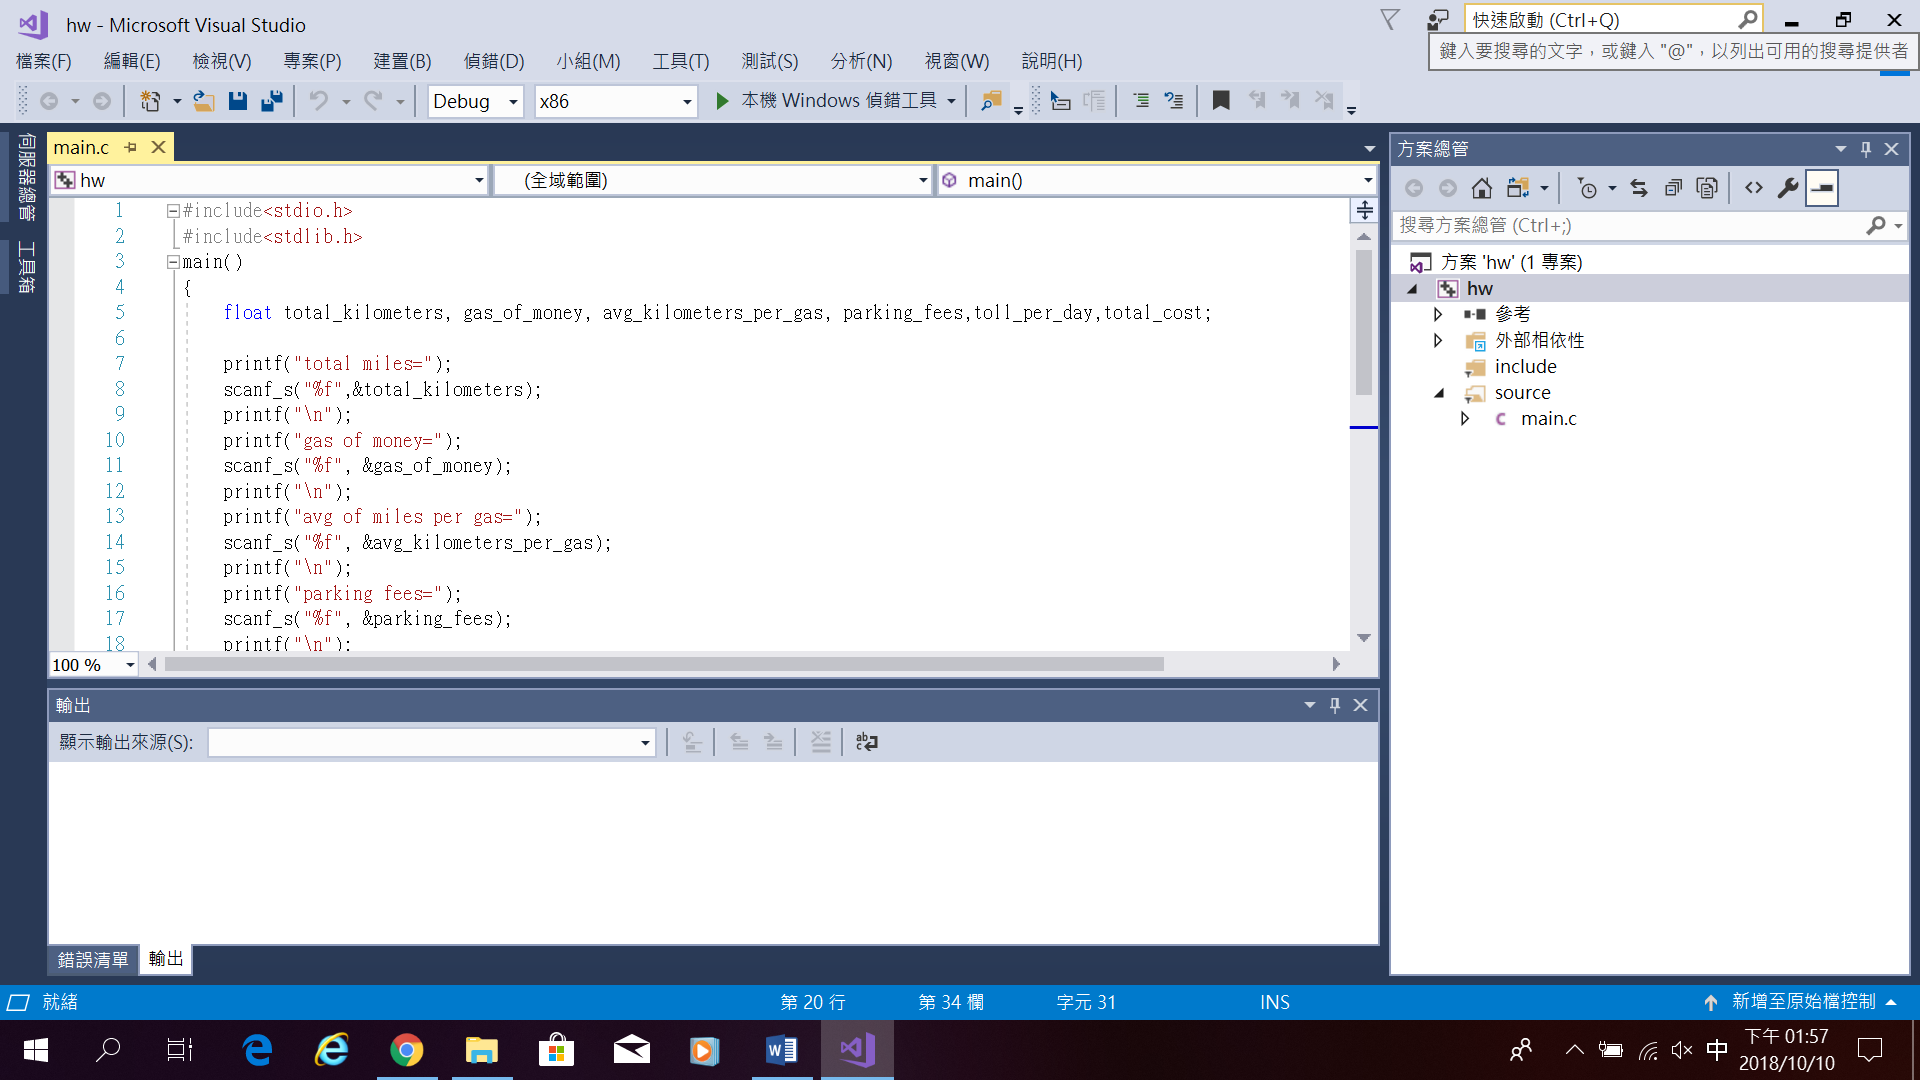 hw - Microsoft Visual Studio
快速啟動 (Ctrl+Q)
鍵入要搜尋的文字，或鍵入 "@"，以列出可用的搜尋提供者
檔案(F) 編輯(E) 檢視(V) 專案(P) 建置(B) 偵錯(D) 小組(M) 工具(T) 測試(S) 分析(N) 視窗(W) 說明(H)
Debug x86 本機 Windows 偵錯工具
伺服器總管
工具箱
main.c
hw (全域範圍) main()
1 #include<stdio.h>
2 #include<stdlib.h>
3 main()
4 {
5 float total_kilometers, gas_of_money, avg_kilometers_per_gas, parking_fees,toll_per_day,total_cost;
6
7 printf("total miles=");
8 scanf_s("%f",&total_kilometers);
9 printf("\n");
10 printf("gas of money=");
11 scanf_s("%f", &gas_of_money);
12 printf("\n");
13 printf("avg of miles per gas=");
14 scanf_s("%f", &avg_kilometers_per_gas);
15 printf("\n");
16 printf("parking fees=");
17 scanf_s("%f", &parking_fees);
18 printf("\n");
100 %
輸出
顯示輸出來源(S):
錯誤清單 輸出
方案總管
搜尋方案總管 (Ctrl+;)
方案 'hw' (1 專案)
hw
參考
外部相依性
include
source
main.c
就緒 第 20 行 第 34 欄 字元 31 INS 新增至原始檔控制
中
下午 01:57
2018/10/10